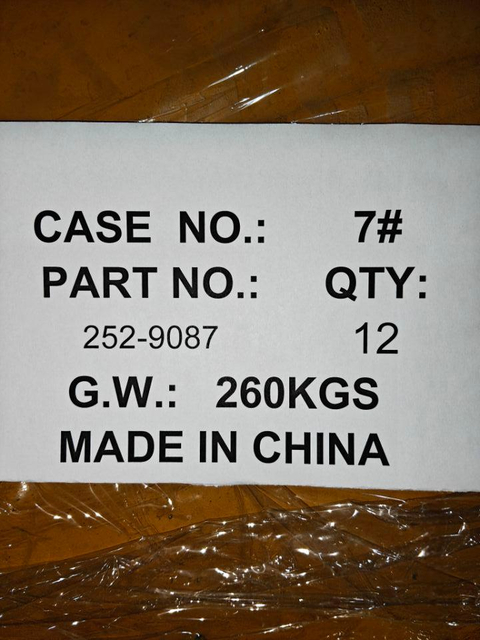 CASE NO.: 7#
PART NO.: QTY:
252-9087 12
G.W.: 260KGS
MADE IN CHINA